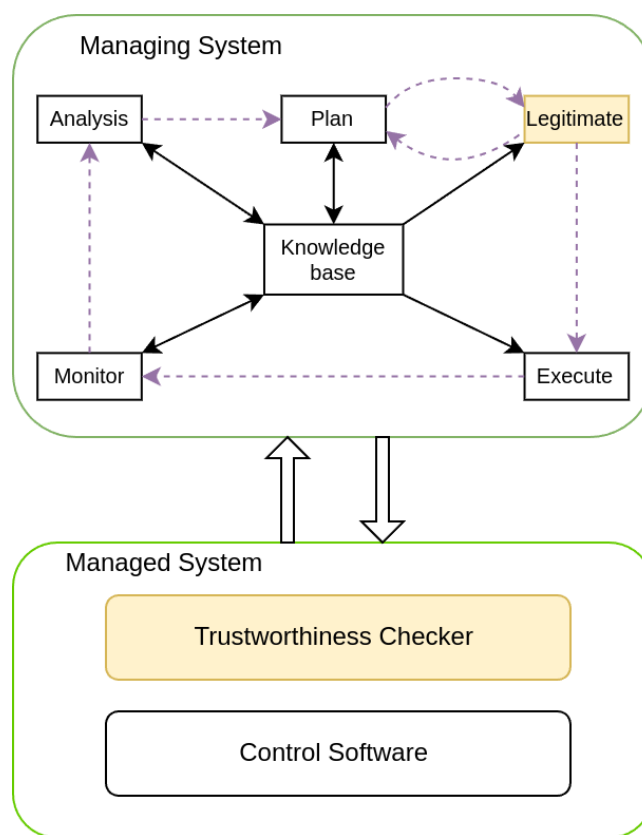 Managing System
Analysis
Plan
Legitimate
Knowledge
base
Monitor
Execute
Managed System
Trustworthiness Checker
Control Software